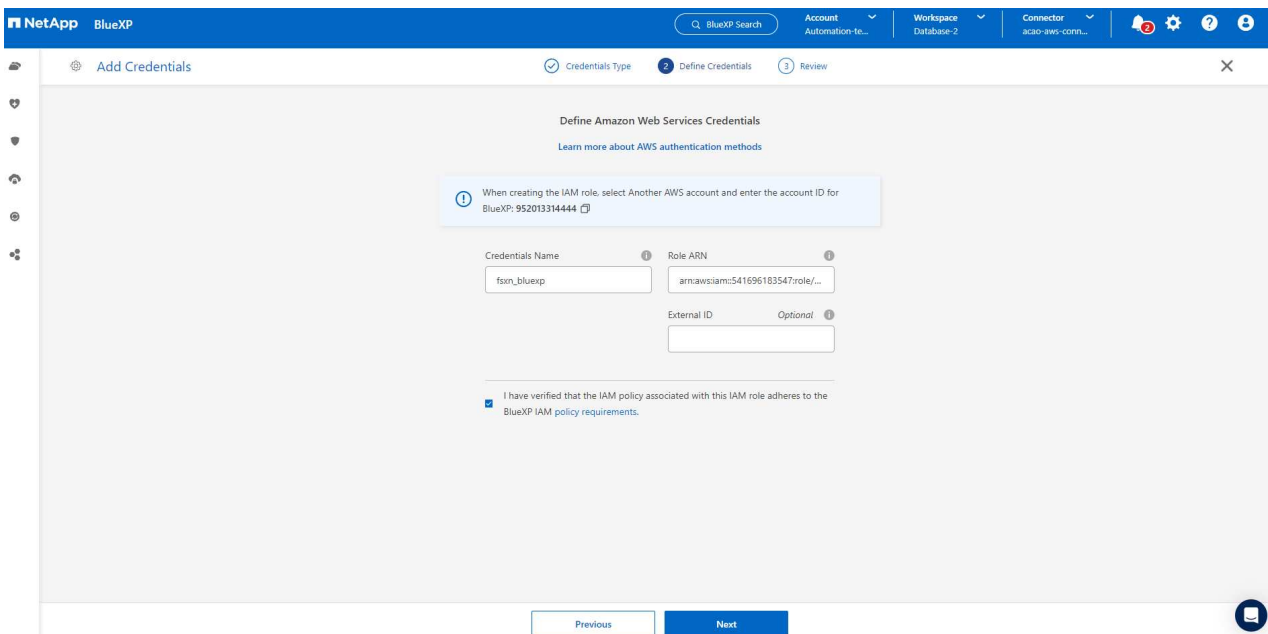 NetApp BlueXP
BlueXP Search
Account
Automation-te...
Workspace
Database-2
Connector
acao-aws-conn...
2
?
Add Credentials
Credentials Type
2 Define Credentials
3 Review
Define Amazon Web Services Credentials
Learn more about AWS authentication methods
When creating the IAM role, select Another AWS account and enter the account ID for
BlueXP: 952013314444
Credentials Name
fsxn_bluexp
Role ARN
arn:aws:iam::541696183547:role/...
External ID
Optional
I have verified that the IAM policy associated with this IAM role adheres to the
BlueXP IAM policy requirements.
Previous
Next